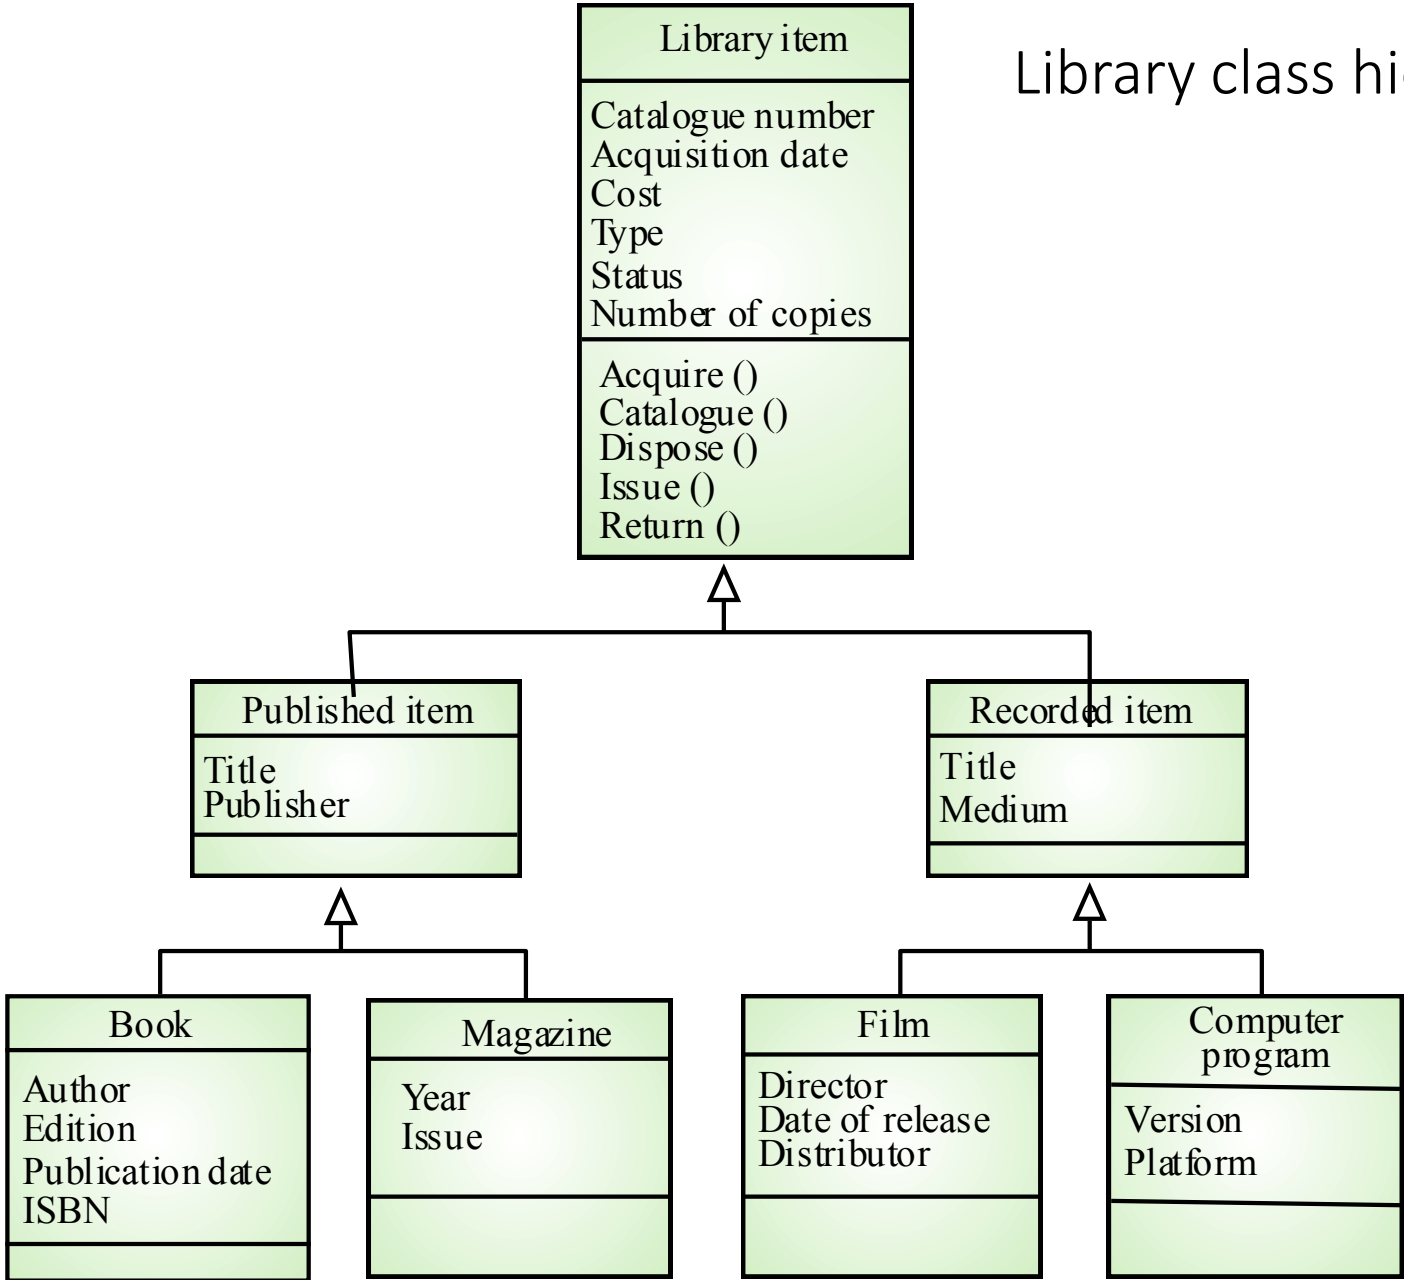 Library item
Library class hi
Catalogue number
Acquisition date
Cost
Type
Status
Number of copies
Acquire ()
Catalogue ()
Dispose ()
Issue ()
Return ()
Published item
Title
Publisher
Recorded item
Title
Medium
Book
Author
Edition
Publication date
ISBN
Magazine
Year
Issue
Film
Director
Date of release
Distributor
Computer
program
Version
Platform